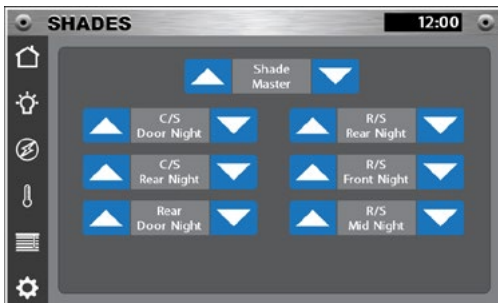 SHADES
12:00
Shade
Master
C/S
Door Night
R/S
Rear Night
C/S
Rear Night
R/S
Front Night
Rear
Door Night
R/S
Mid Night